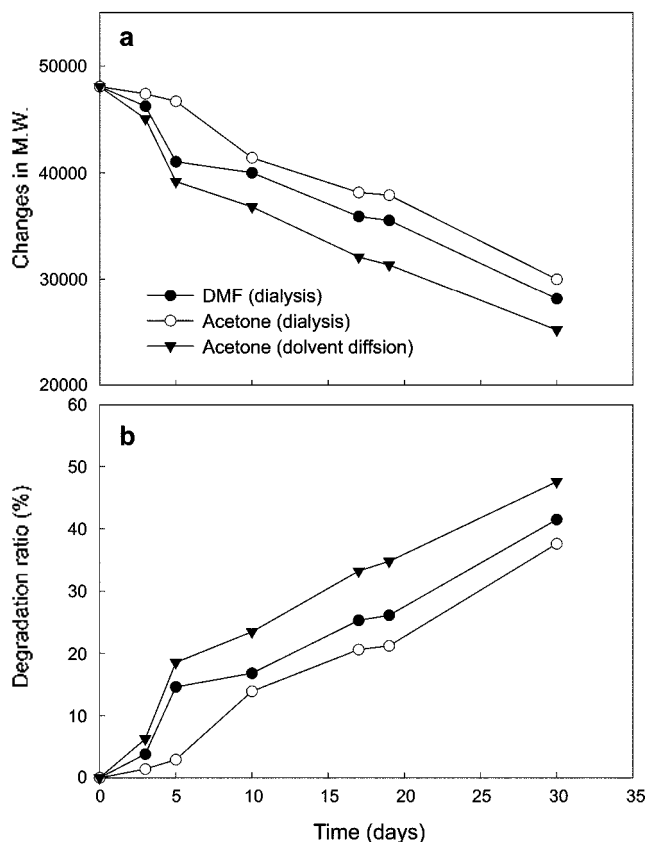 a
50000
40000
30000
20000
Changes in M.W.
DMF (dialysis)
Acetone (dialysis)
Acetone (dolvent diffsion)
b
60
50
40
30
20
10
0
Degradation ratio (%)
0 5 10 15 20 25 30 35
Time (days)